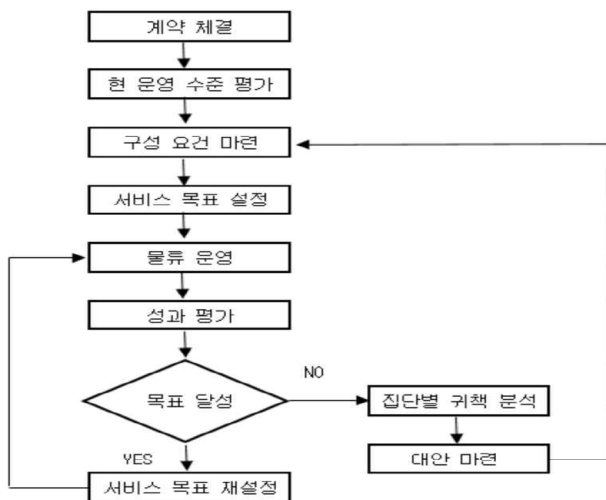 계약 체결
현 운영 수준 평가
구성 요건 마련
서비스 목표 설정
물류 운영
성과 평가
목표 달성
NO
집단별 귀책 분석
YES
대안 마련
서비스 목표 재설정